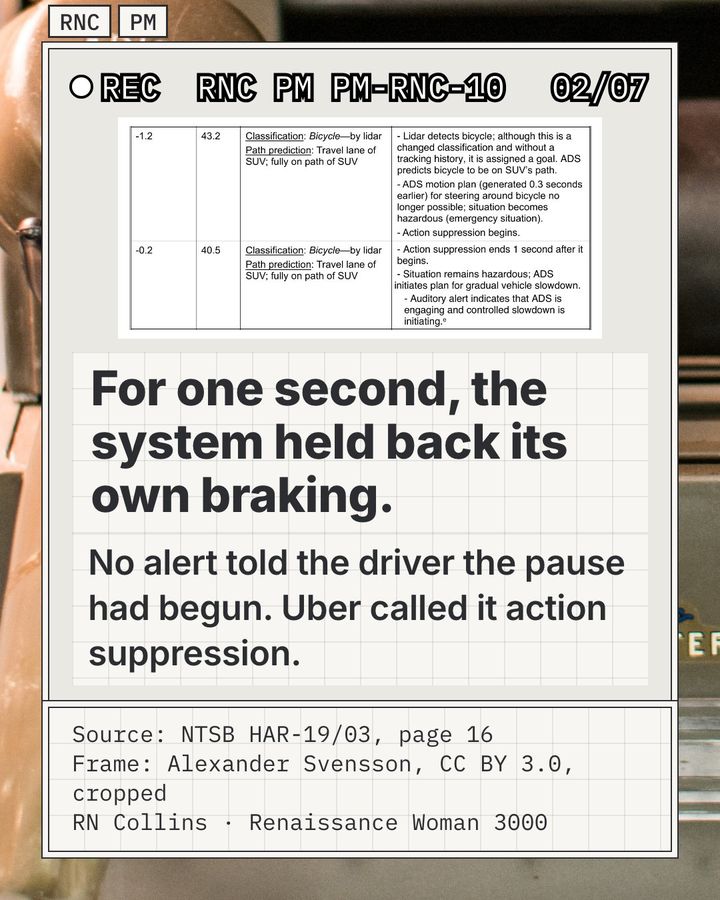 RNC PM
REC RNC PM PM-RNC-10 02/07
-1.2 43.2 Classification: Bicycle—by lidar
Path prediction: Travel lane of
SUV; fully on path of SUV
- Lidar detects bicycle; although this is a
changed classification and without a
tracking history, it is assigned a goal. ADS
predicts bicycle to be on SUV's path.
- ADS motion plan (generated 0.3 seconds
earlier) for steering around bicycle no
longer possible; situation becomes
hazardous (emergency situation).
- Action suppression begins.
-0.2 40.5 Classification: Bicycle—by lidar
Path prediction: Travel lane of
SUV; fully on path of SUV
- Action suppression ends 1 second after it
begins.
- Situation remains hazardous; ADS
initiates plan for gradual vehicle slowdown.
- Auditory alert indicates that ADS is
engaging and controlled slowdown is
initiating.e
For one second, the
system held back its
own braking.
No alert told the driver the pause
had begun. Uber called it action
suppression.
Source: NTSB HAR-19/03, page 16
Frame: Alexander Svensson, CC BY 3.0,
cropped
RN Collins · Renaissance Woman 3000